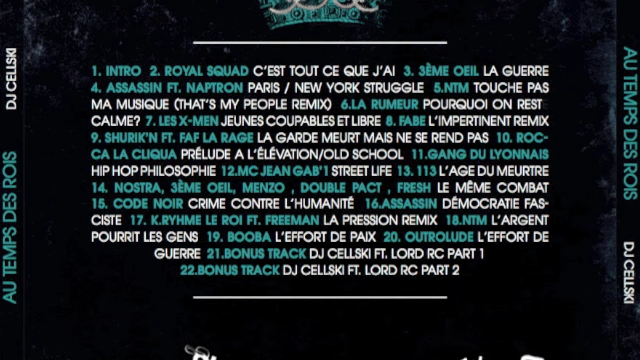 1. INTRO 2. ROYAL SQUAD C'EST TOUT CE QUE J'AI 3. 3ÈME OEIL LA GUERRE
4. ASSASSIN FT. NAPTRON PARIS / NEW YORK STRUGGLE 5.NTM TOUCHE PAS
MA MUSIQUE (THAT'S MY PEOPLE REMIX) 6.LA RUMEUR POURQUOI ON REST
CALME? 7. LES X-MEN JEUNES COUPABLES ET LIBRE 8. FABE L'IMPERTINENT REMIX
9. SHURIK'N FT. FAF LA RAGE LA GARDE MEURT MAIS NE SE REND PAS 10. ROC-
CA LA CLIQUA PRÉLUDE A L'ÉLÉVATION/OLD SCHOOL 11.GANG DU LYONNAIS
HIP HOP PHILOSOPHIE 12.MC JEAN GAB'1 STREET LIFE 13. 113 L'AGE DU MEURTRE
14. NOSTRA, 3ÈME OEIL, MENZO , DOUBLE PACT , FRESH LE MÊME COMBAT
15. CODE NOIR CRIME CONTRE L'HUMANITÉ 16.ASSASSIN DÉMOCRATIE FAS-
CISTE 17. K.RYHME LE ROI FT. FREEMAN LA PRESSION REMIX 18.NTM L'ARGENT
POURRIT LES GENS 19. BOOBA L'EFFORT DE PAIX 20. OUTROLUDE L'EFFORT DE
GUERRE 21.BONUS TRACK DJ CELLSKI FT. LORD RC PART 1
22.BONUS TRACK DJ CELLSKI FT. LORD RC PART 2
AU TEMPS DES ROIS
DJ CELLSKI
AU TEMPS DES ROIS
DJ CELLSKI